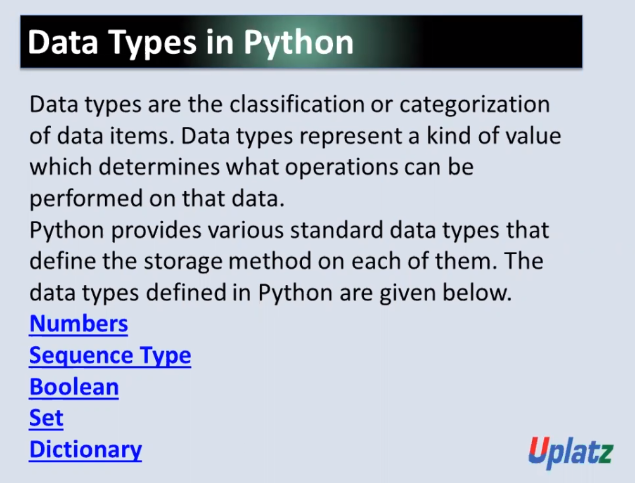 Data Types in Python
Data types are the classification or categorization
of data items. Data types represent a kind of value
which determines what operations can be
performed on that data.
Python provides various standard data types that
define the storage method on each of them. The
data types defined in Python are given below.
Numbers
Sequence Type
Boolean
Set
Dictionary
Uplatz